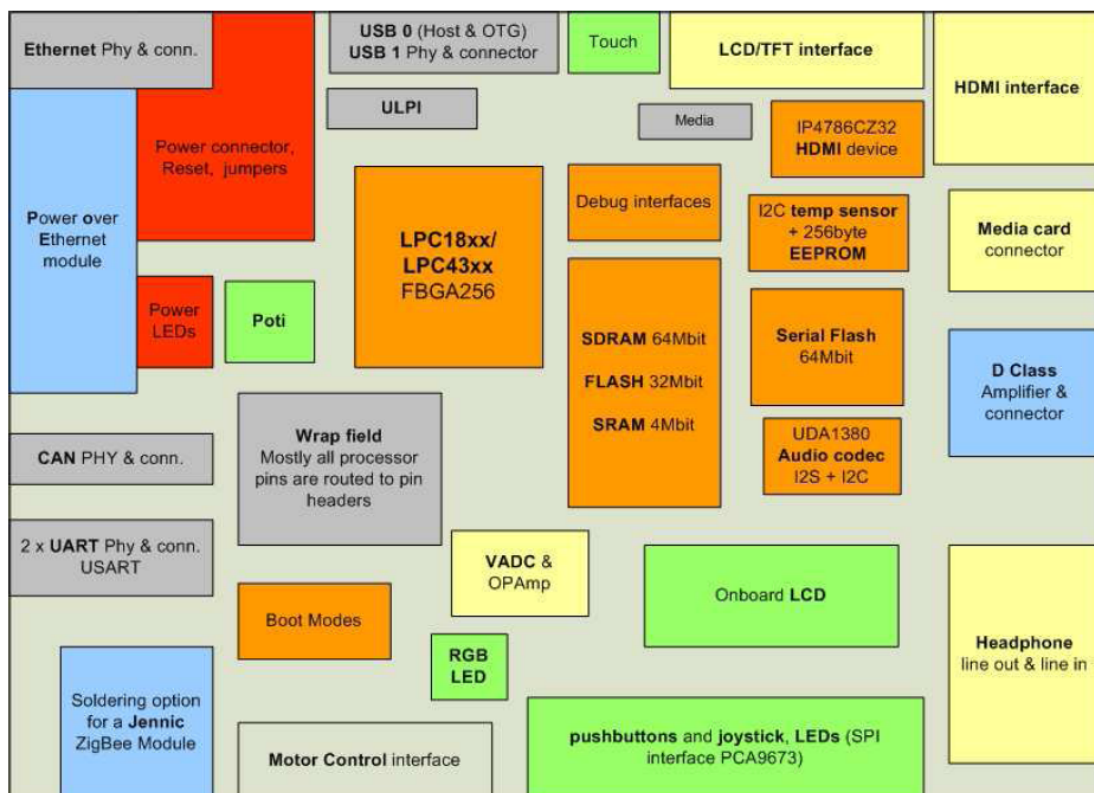 Ethernet Phy & conn.
USB 0 (Host & OTG)
USB 1 Phy & connector
Touch
LCD/TFT interface
HDMI interface
ULPI
Media
IP4786CZ32
HDMI device
Power connector,
Reset, jumpers
Power over
Ethernet
module
LPC18xx/
LPC43xx
FBGA256
Debug interfaces
I2C temp sensor
+ 256byte
EEPROM
Media card
connector
Power
LEDs
Poti
SDRAM 64Mbit
FLASH 32Mbit
SRAM 4Mbit
Serial Flash
64Mbit
D Class
Amplifier &
connector
CAN PHY & conn.
Wrap field
Mostly all processor
pins are routed to pin
headers
UDA1380
Audio codec
I2S + I2C
2 x UART Phy & conn.
USART
VADC &
OPAmp
Onboard LCD
Boot Modes
RGB
LED
Headphone
line out & line in
Soldering option
for a Jennic
ZigBee Module
Motor Control interface
pushbuttons and joystick, LEDs (SPI
interface PCA9673)